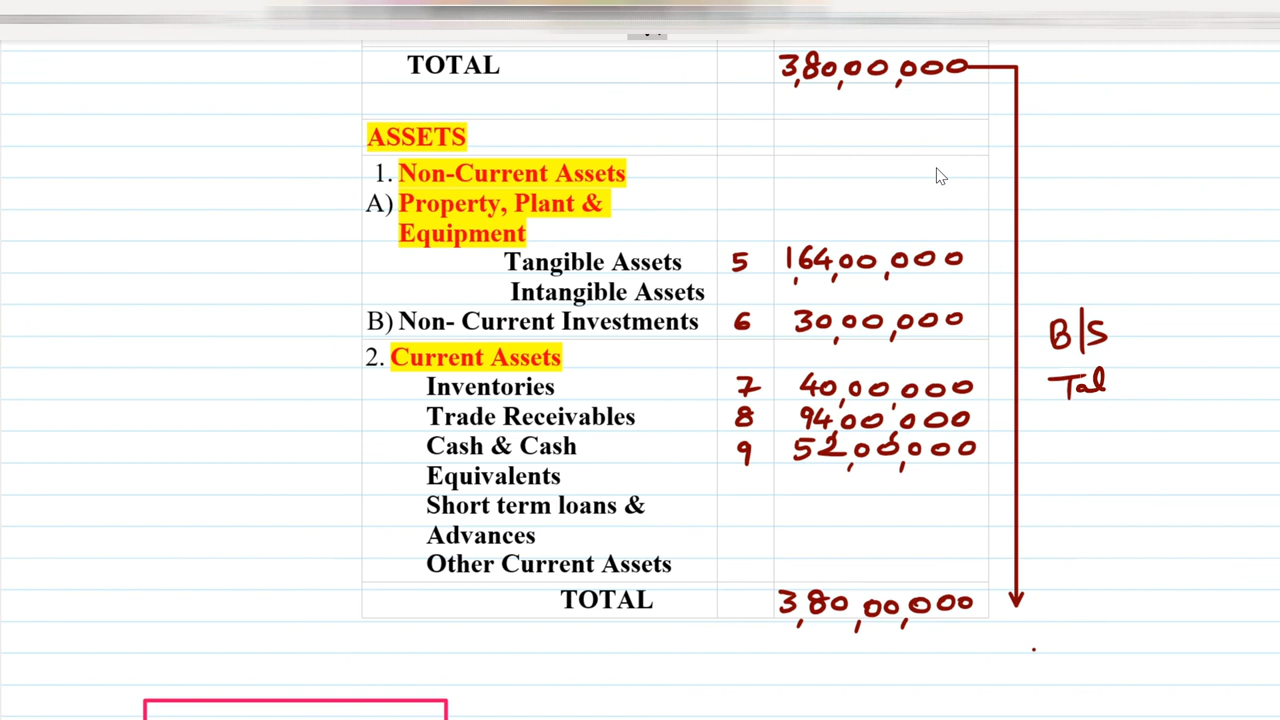 TOTAL 3,80,00,000
ASSETS
1. Non-Current Assets
A) Property, Plant &
Equipment
Tangible Assets 5 1,64,00,000
Intangible Assets
B) Non- Current Investments 6 30,00,000
B/S
2. Current Assets
Inventories 7 40,00,000
Trade Receivables 8 94,00,000
Cash & Cash 9 52,00,000
Equivalents
Short term loans &
Advances
Other Current Assets
TOTAL 3,80,00,000